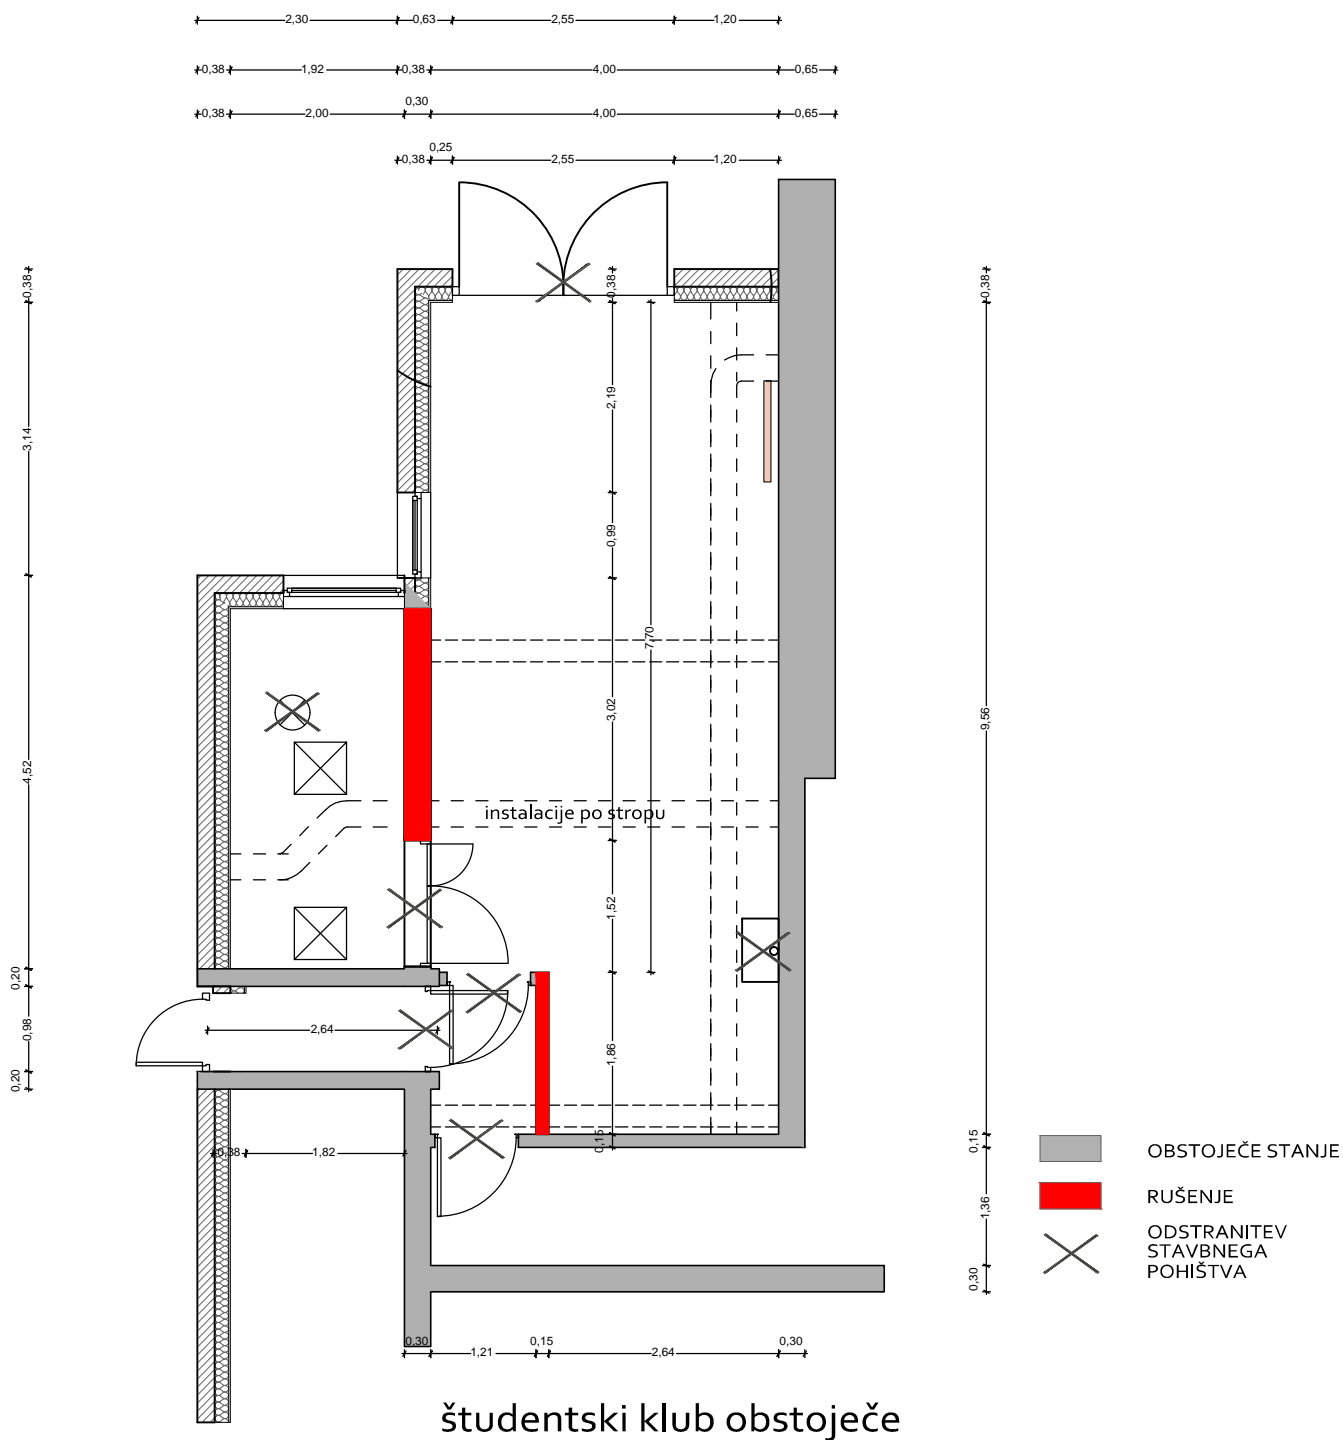 2,30 0,63 2,55 1,20
0,38 1,92 0,38 4,00 0,65
0,38 2,00 0,30 4,00 0,65
0,38 0,25 2,55 1,20
0,38 0,38 0,38
3,14 2,19
0,99
7,70
3,02
4,52 9,56
instalacije po stropu
1,52
0,20
0,98 2,64 1,86
0,20
0,15 0,15
0,38 1,82
1,36
0,30
OBSTOJEČE STANJE
RUŠENJE
ODSTRANITEV
STAVBNEGA
POHIŠTVA
0,30 1,21 0,15 2,64 0,30
študentski klub obstoječe